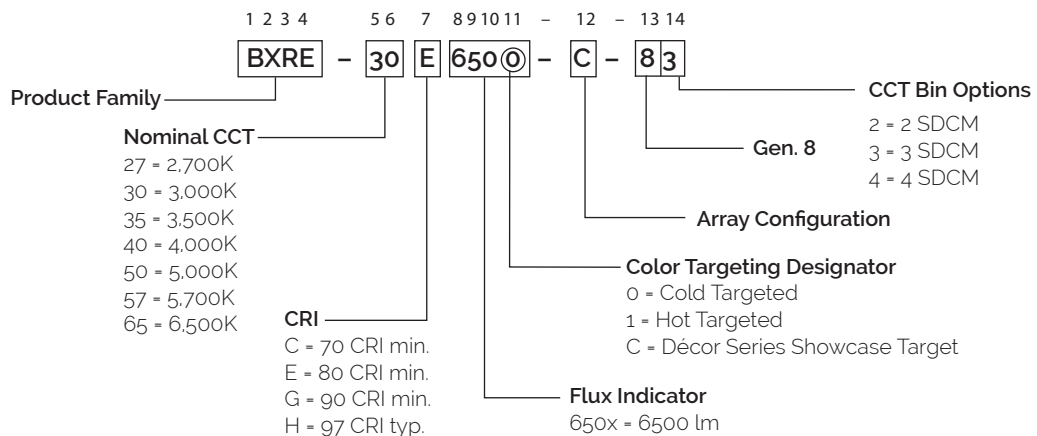 1 2 3 4 5 6 7 8 9 10 11 – 12 – 13 14
BXRE – 30 E 6500 – C – 8 3
Product Family
CCT Bin Options
2 = 2 SDCM
3 = 3 SDCM
4 = 4 SDCM
Nominal CCT
27 = 2,700K
30 = 3,000K
35 = 3,500K
40 = 4,000K
50 = 5,000K
57 = 5,700K
65 = 6,500K
Gen. 8
Array Configuration
Color Targeting Designator
0 = Cold Targeted
1 = Hot Targeted
C = Décor Series Showcase Target
CRI
C = 70 CRI min.
E = 80 CRI min.
G = 90 CRI min.
H = 97 CRI typ.
Flux Indicator
650x = 6500 lm